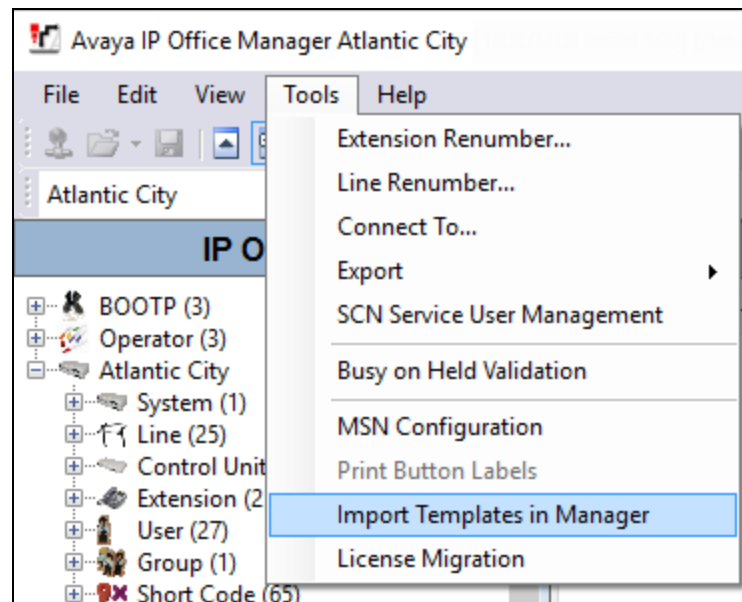 Avaya IP Office Manager Atlantic City
File Edit View Tools Help
Atlantic City
IP O
BOOTP (3)
Operator (3)
Atlantic City
System (1)
Line (25)
Control Unit
Extension (2
User (27)
Group (1)
Short Code (65)
Extension Renumber...
Line Renumber...
Connect To...
Export
SCN Service User Management
Busy on Held Validation
MSN Configuration
Print Button Labels
Import Templates in Manager
License Migration